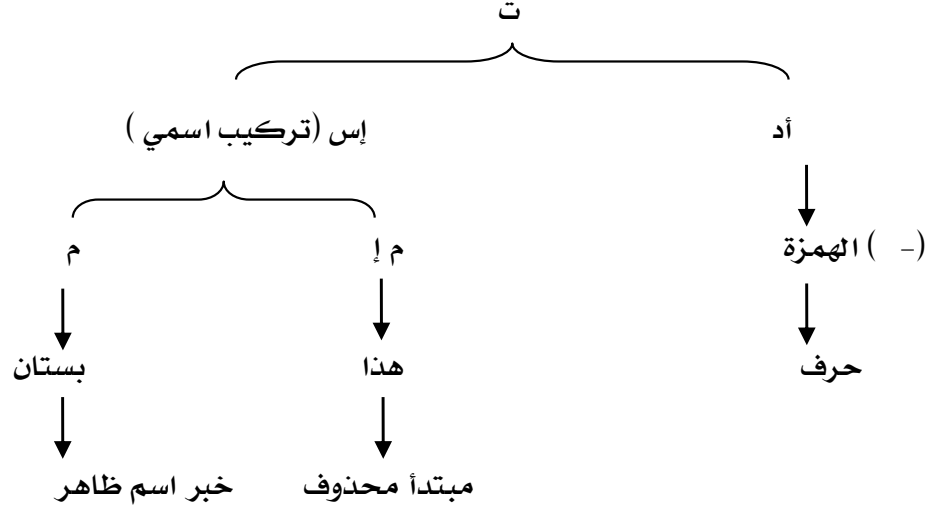 ت
أد إس (تركيب اسمي )
(- ) الهمزة م إ م
حرف هذا بستان
مبتدأ محذوف خبر اسم ظاهر